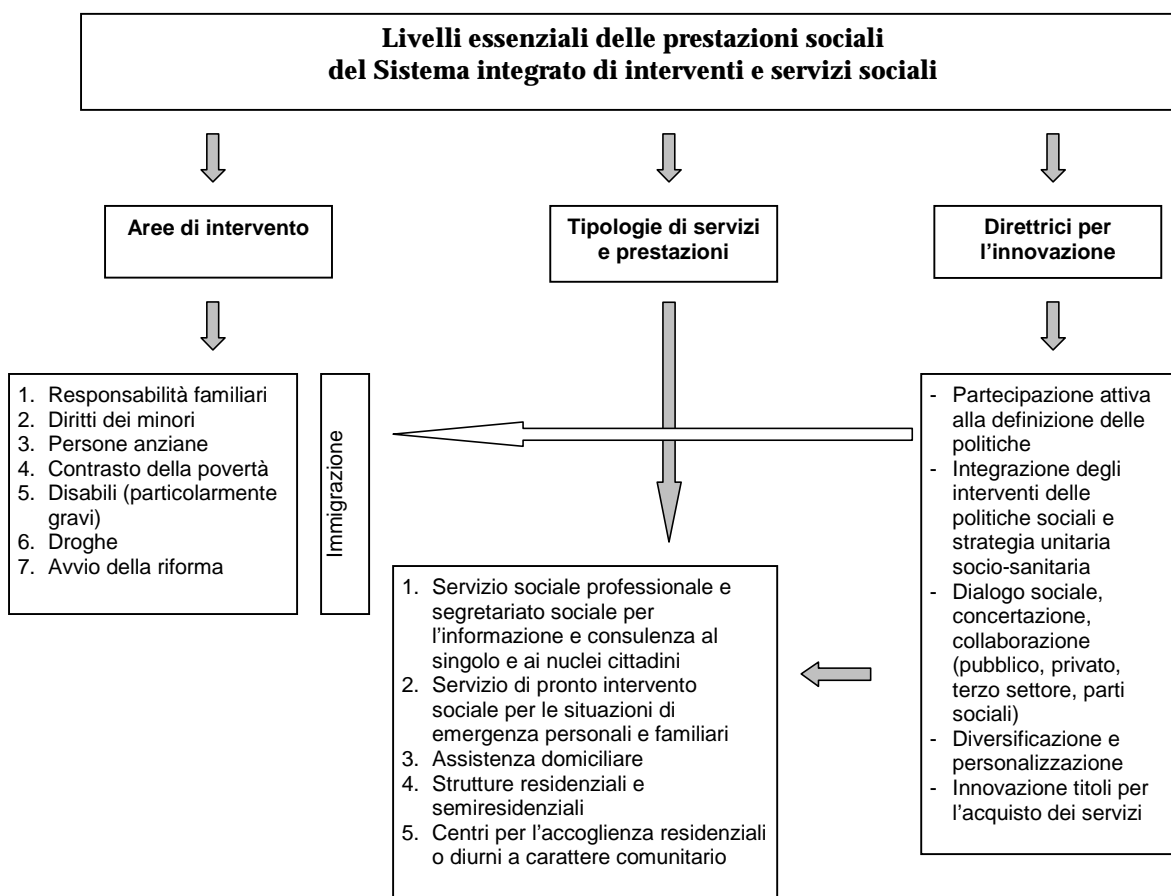 Livelli essenziali delle prestazioni sociali
del Sistema integrato di interventi e servizi sociali
Aree di intervento
Tipologie di servizi
e prestazioni
Direttrici per
l'innovazione
1. Responsabilità familiari
2. Diritti dei minori
3. Persone anziane
4. Contrasto della povertà
5. Disabili (particolarmente
gravi)
6. Droghe
7. Avvio della riforma
Immigrazione
1. Servizio sociale professionale e
segretariato sociale per
l'informazione e consulenza al
singolo e ai nuclei cittadini
2. Servizio di pronto intervento
sociale per le situazioni di
emergenza personali e familiari
3. Assistenza domiciliare
4. Strutture residenziali e
semiresidenziali
5. Centri per l'accoglienza residenziali
o diurni a carattere comunitario
- Partecipazione attiva
alla definizione delle
politiche
- Integrazione degli
interventi delle
politiche sociali e
strategia unitaria
socio-sanitaria
- Dialogo sociale,
concertazione,
collaborazione
(pubblico, privato,
terzo settore, parti
sociali)
- Diversificazione e
personalizzazione
- Innovazione titoli per
l'acquisto dei servizi